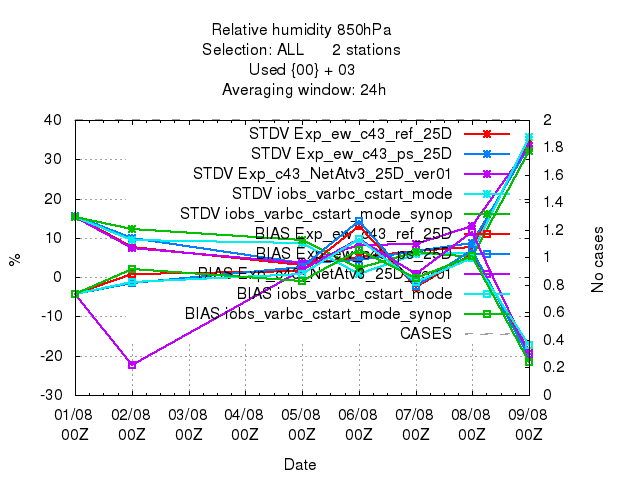 Relative humidity 850hPa
Selection: ALL 2 stations
Used {00} + 03
Averaging window: 24h
40 2
STDV Exp_ew_c43_ref_25D
1.8
30 STDV Exp_ew_c43_ps_25D
1.6
STDV Exp_c43_NetAtv3_25D_ver01
20 STDV iobs_varbc_cstart_mode 1.4
STDV iobs_varbc_cstart_mode_synop
10 BIAS Exp_ew_c43_ref_25D 1.2
% BIAS Exp_ew_c43_ps_25D 1 No cases
0 BIAS Exp_c43_NetAtv3_25D_ver01
0.8
BIAS iobs_varbc_cstart_mode
-10 BIAS iobs_varbc_cstart_mode_synop 0.6
CASES
0.4
-20
0.2
-30 0
01/08 02/08 03/08 04/08 05/08 06/08 07/08 08/08 09/08
00Z 00Z 00Z 00Z 00Z 00Z 00Z 00Z 00Z
Date